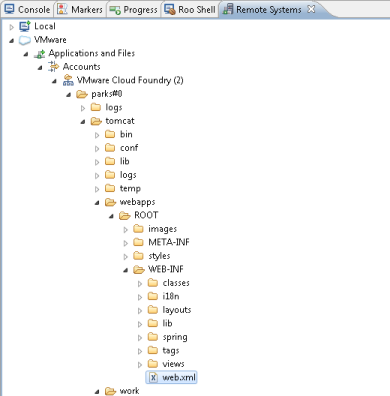 Console Markers Progress Roo Shell Remote Systems
Local
VMware
Applications and Files
Accounts
VMware Cloud Foundry (2)
parks#0
logs
tomcat
bin
conf
lib
logs
temp
webapps
ROOT
images
META-INF
styles
WEB-INF
classes
i18n
layouts
lib
spring
tags
views
web.xml
work